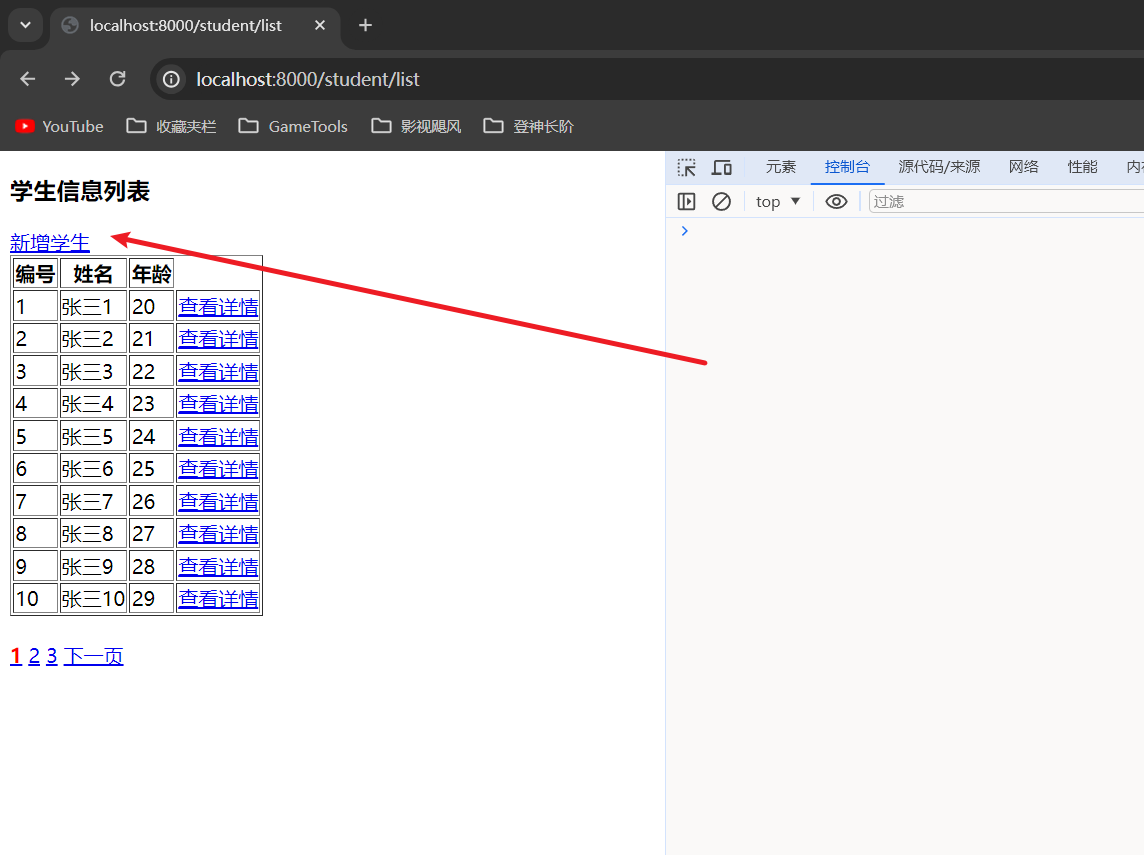 localhost:8000/student/list
localhost:8000/student/list
YouTube 收藏夹栏 GameTools 影视飓风 登神长阶
元素 控制台 源代码/来源 网络 性能 内
top 过滤
学生信息列表
新增学生
编号 姓名 年龄
1 张三1 20 查看详情
2 张三2 21 查看详情
3 张三3 22 查看详情
4 张三4 23 查看详情
5 张三5 24 查看详情
6 张三6 25 查看详情
7 张三7 26 查看详情
8 张三8 27 查看详情
9 张三9 28 查看详情
10 张三10 29 查看详情
1 2 3 下一页